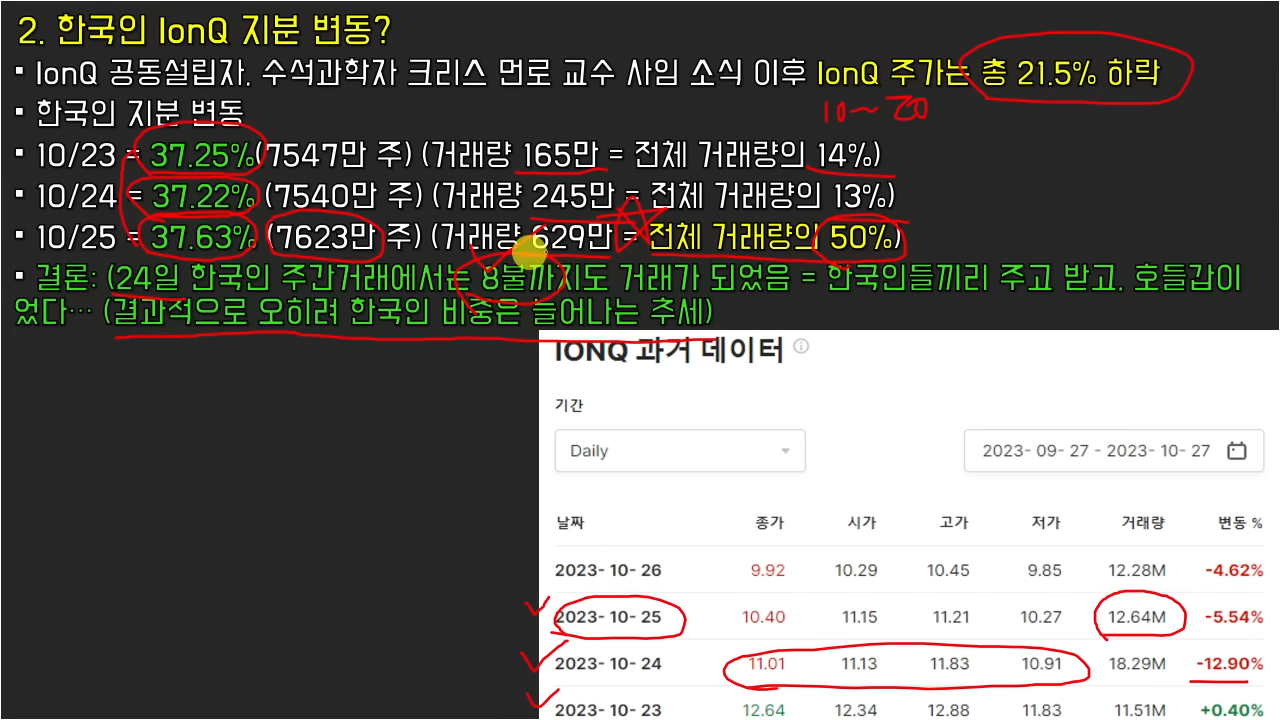 2. 한국인 IonQ 지분 변동?
▪ IonQ 공동설립자, 수석과학자 크리스 먼로 교수 사임 소식 이후 IonQ 주가는 총 21.5% 하락
10~20
▪ 한국인 지분 변동
▪ 10/23 = 37.25%(7547만 주) (거래량 165만 = 전체 거래량의 14%)
▪ 10/24 = 37.22% (7540만 주) (거래량 245만 = 전체 거래량의 13%)
▪ 10/25 = 37.63% (7623만 주) (거래량 629만 = 전체 거래량의 50%)
▪ 결론: (24일 한국인 주간거래에서는 8불까지도 거래가 되었음 = 한국인들끼리 주고 받고, 호들갑이
었다… (결과적으로 오히려 한국인 비중은 늘어나는 추세)
IONQ 과거 데이터
기간
Daily 2023- 09- 27 - 2023- 10- 27
날짜 종가 시가 고가 저가 거래량 변동 %
2023- 10- 26 9.92 10.29 10.45 9.85 12.28M -4.62%
2023- 10- 25 10.40 11.15 11.21 10.27 12.64M -5.54%
2023- 10- 24 11.01 11.13 11.83 10.91 18.29M -12.90%
2023- 10- 23 12.64 12.34 12.88 11.83 11.51M +0.40%